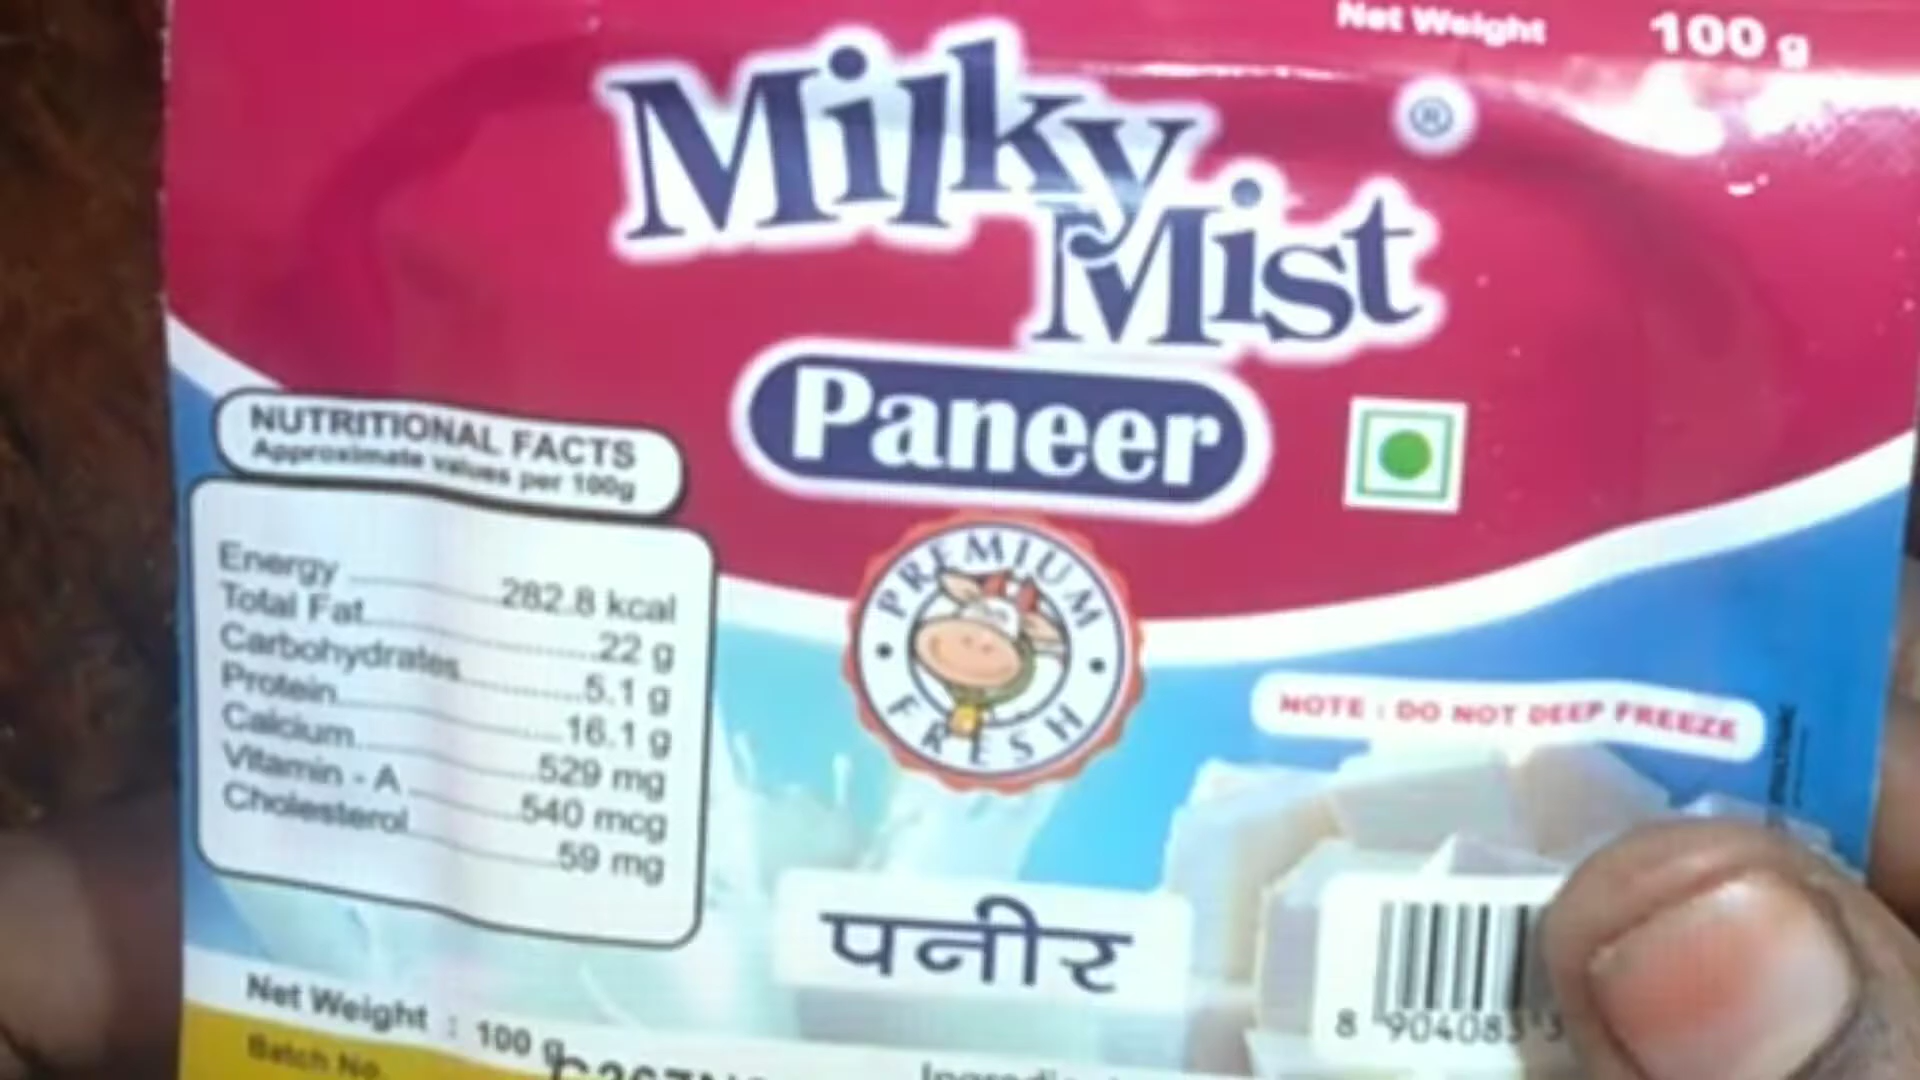 Net Weight 100 g
Milky
Mist
®
Paneer
NUTRITIONAL FACTS
Approximate values per 100g
Energy 282.8 kcal
Total Fat 22 g
Carbohydrates 5.1 g
Protein 16.1 g
Calcium 529 mg
Vitamin - A 540 mcg
Cholesterol 59 mg
PREMIUM
FRESH
NOTE : DO NOT DEEP FREEZE
पनीर
Net Weight : 100 g
Batch No.
8 904083